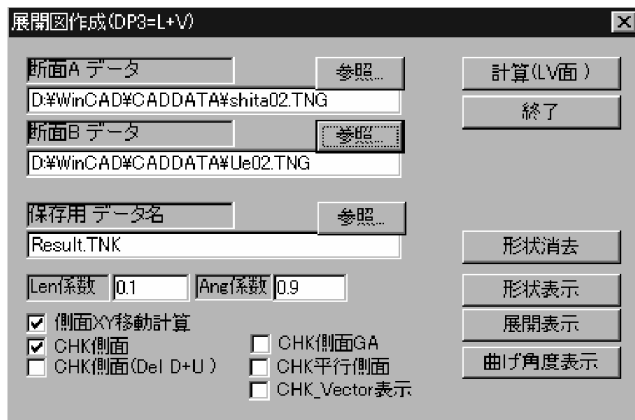 展開図作成(DP3=L+V)
断面A データ
参照...
計算(LV面 )
D:¥WinCAD¥CADDATA¥shita02.TNG
終了
断面B データ
参照...
D:¥WinCAD¥CADDATA¥Ue02.TNG
保存用 データ名
参照...
Result.TNK
形状消去
Len係数 0.1 Ang係数 0.9
形状表示
側面XY移動計算
展開表示
CHK側面
CHK側面GA
CHK側面(Del D+U )
CHK平行側面
曲げ角度表示
CHK_Vector表示